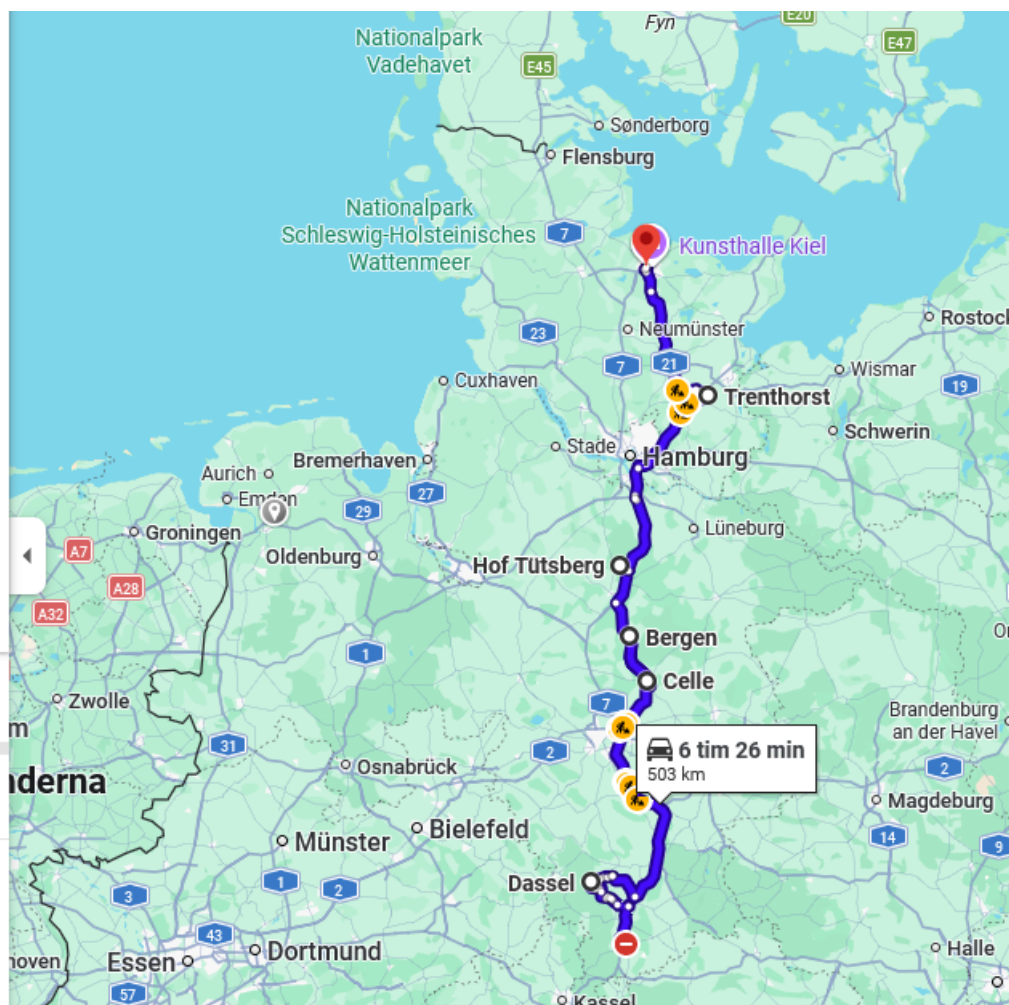 E20
Fyn
Nationalpark
Vadehavet
E47
E45
Sønderborg
Flensburg
Nationalpark
Schleswig-Holsteinisches
Wattenmeer
7
Kunsthalle Kiel
Rostock
23
Neumünster
7
21
Wismar
19
Cuxhaven
Trenthorst
Schwerin
Stade
Hamburg
Bremerhaven
Aurich
Emden
27
29
Groningen
A7
Lüneburg
Oldenburg
Hof Tütsberg
A28
A32
Bergen
1
Celle
Zwolle
7
Brandenburg
an der Havel
m
31
2
6 tim 26 min
503 km
Osnabrück
2
nderna
Magdeburg
Bielefeld
Münster
14
9
Dassel
1
2
3
43
Dortmund
Halle
hoven
Essen
57
Kassel